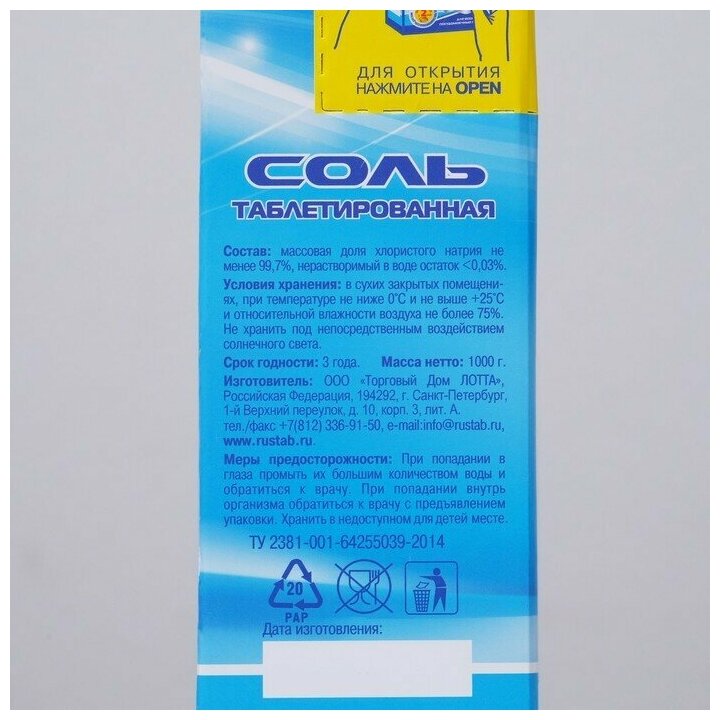 ДЛЯ ОТКРЫТИЯ
НАЖМИТЕ НА OPEN
СОЛЬ
ТАБЛЕТИРОВАННАЯ
Состав: массовая доля хлористого натрия не
менее 99,7%, нерастворимый в воде остаток <0,03%.
Условия хранения: в сухих закрытых помещени-
ях, при температуре не ниже 0°С и не выше +25°С
и относительной влажности воздуха не более 75%.
Не хранить под непосредственным воздействием
солнечного света.
Срок годности: 3 года. Масса нетто: 1000 г.
Изготовитель: ООО «Торговый Дом ЛОТТА»,
Российская Федерация, 194292, г. Санкт-Петербург,
1-й Верхний переулок, д. 10, корп. 3, лит. А.
тел./факс +7(812) 336-91-50, e-mail:info@rustab.ru,
www.rustab.ru.
Меры предосторожности: При попадании в
глаза промыть их большим количеством воды и
обратиться к врачу. При попадании внутрь
организма обратиться к врачу с предъявлением
упаковки. Хранить в недоступном для детей месте.
ТУ 2381-001-64255039-2014
20
PAP
Дата изготовления: